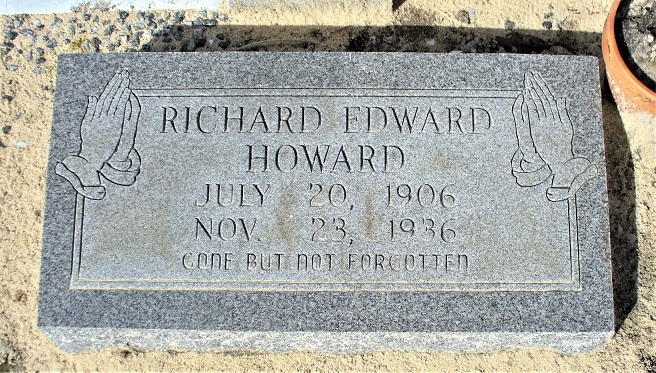 RICHARD EDWARD
HOWARD
JULY 20, 1906
NOV. 23, 1936
GONE BUT NOT FORGOTTEN